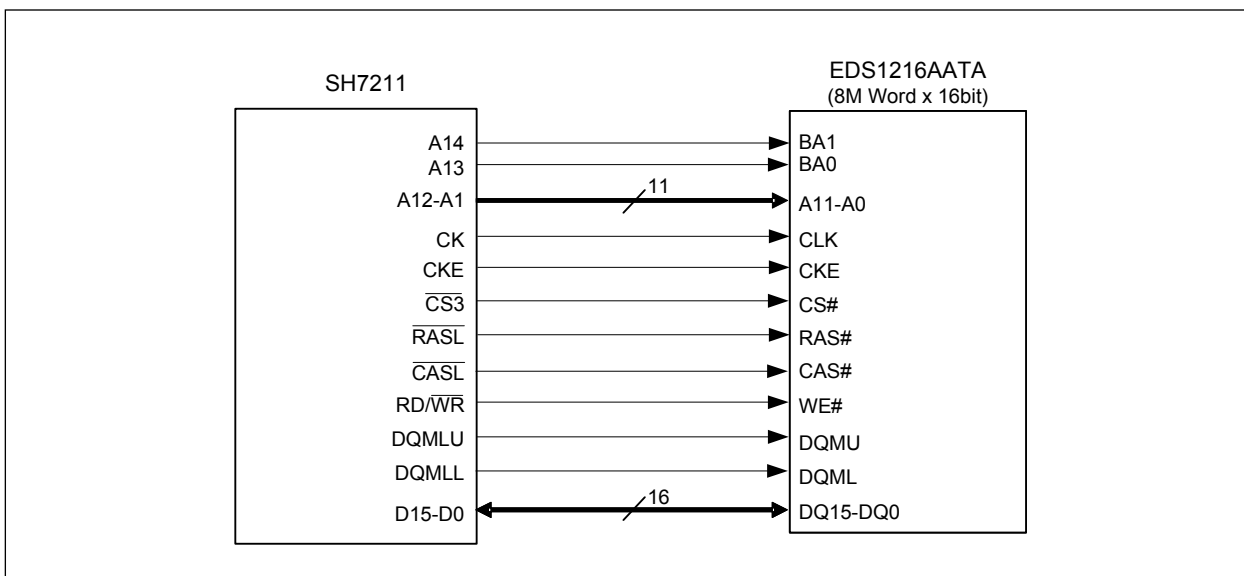 SH7211
EDS1216AATA
(8M Word x 16bit)
A14 BA1
A13 BA0
A12-A1 11 A11-A0
CK CLK
CKE CKE
CS3 CS#
RASL RAS#
CASL CAS#
RD/WR WE#
DQMLU DQMU
DQMLL DQML
D15-D0 16 DQ15-DQ0